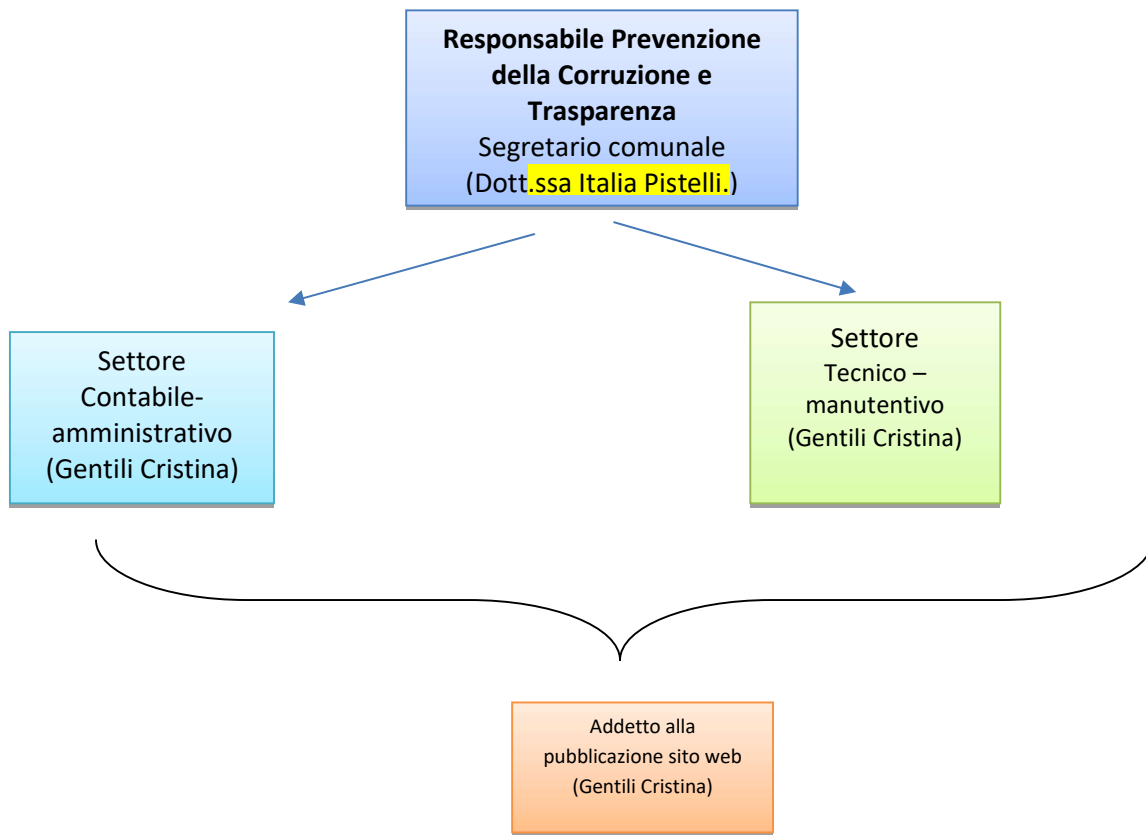 Responsabile Prevenzione
della Corruzione e
Trasparenza
Segretario comunale
(Dott.ssa Italia Pistelli.)
Settore
Contabile-
amministrativo
(Gentili Cristina)
Settore
Tecnico –
manutentivo
(Gentili Cristina)
Addetto alla
pubblicazione sito web
(Gentili Cristina)